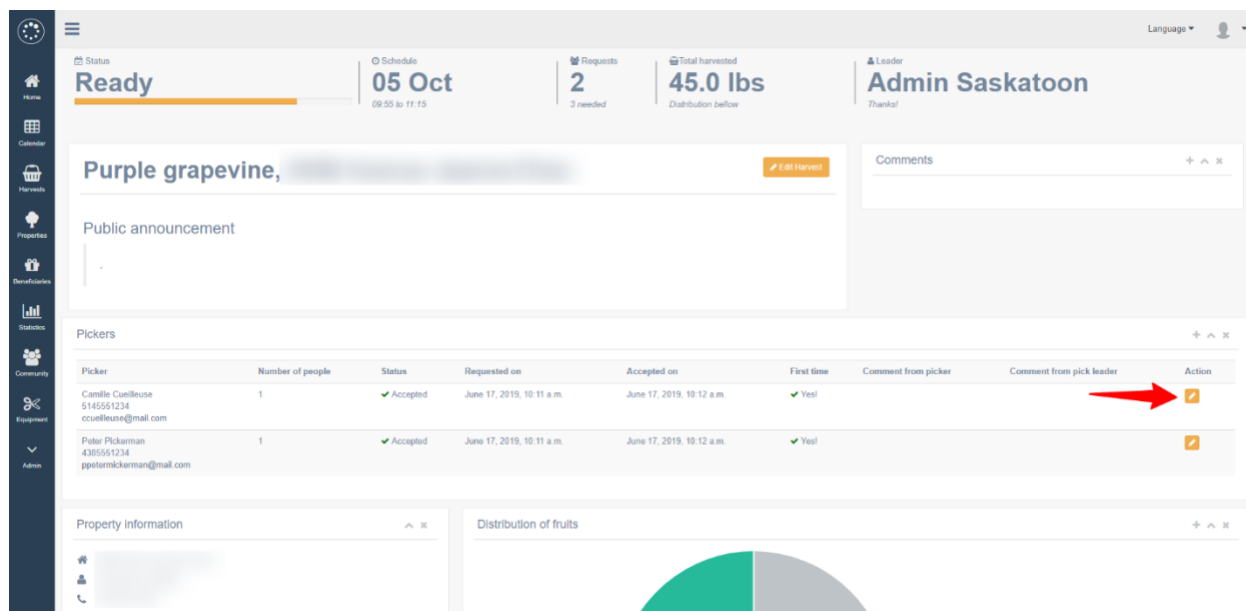 Language
Home
Calendar
Harvests
Properties
Beneficiaries
Statistics
Community
Equipment
Admin
Status
Ready
Schedule
05 Oct
09:55 to 11:15
Requests
2
3 needed
Total harvested
45.0 lbs
Distribution bellow
Leader
Admin Saskatoon
Thanks!
Purple grapevine,
Edit Harvest
Public announcement
.
Comments
Pickers
Picker Number of people Status Requested on Accepted on First time Comment from picker Comment from pick leader Action
Camille Cueilleuse 1 Accepted June 17, 2019, 10:11 a.m. June 17, 2019, 10:12 a.m. Yes!
5145551234
ccueilleuse@mail.com
Peter PIckerman 1 Accepted June 17, 2019, 10:11 a.m. June 17, 2019, 10:12 a.m. Yes!
4385551234
ppetermickerman@mail.com
Property information
Distribution of fruits